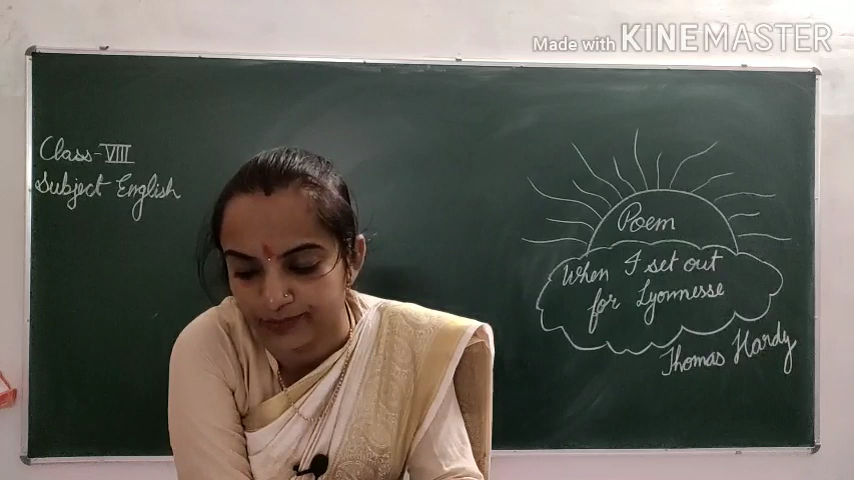 Made with KINEMASTER
Class-VIII
Subject English
Poem
When I set out
for Lyonnesse
Thomas Hardy